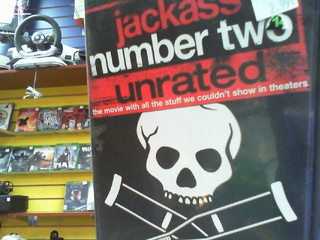 jackass
number two
unrated
the movie with all the stuff we couldn't show in theaters